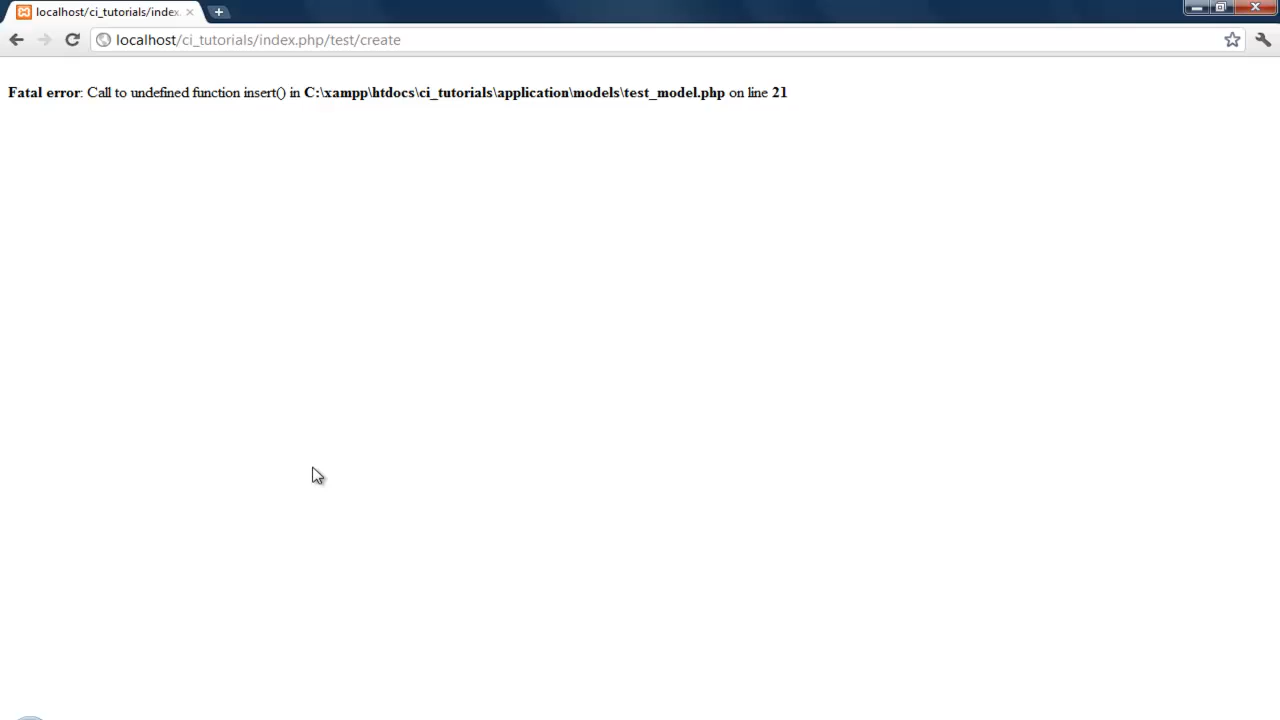 localhost/ci_tutorials/index.
localhost/ci_tutorials/index.php/test/create
Fatal error: Call to undefined function insert() in C:\xampp\htdocs\ci_tutorials\application\models\test_model.php on line 21